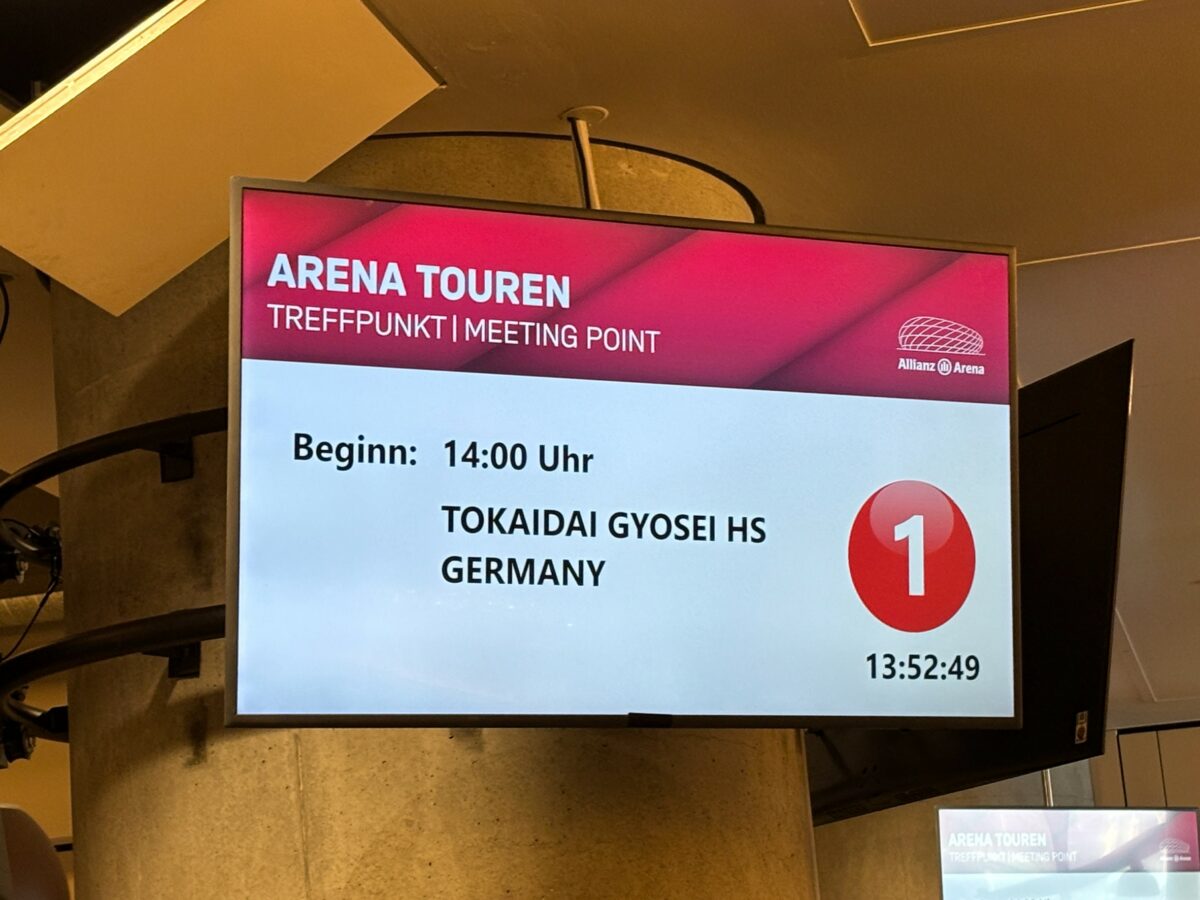 ARENA TOUREN
TREFFPUNKT | MEETING POINT
Allianz Arena
Beginn: 14:00 Uhr
TOKAIDAI GYOSEI HS
GERMANY
1
13:52:49
ARENA TOUREN
TREFFPUNKT | MEETING POINT